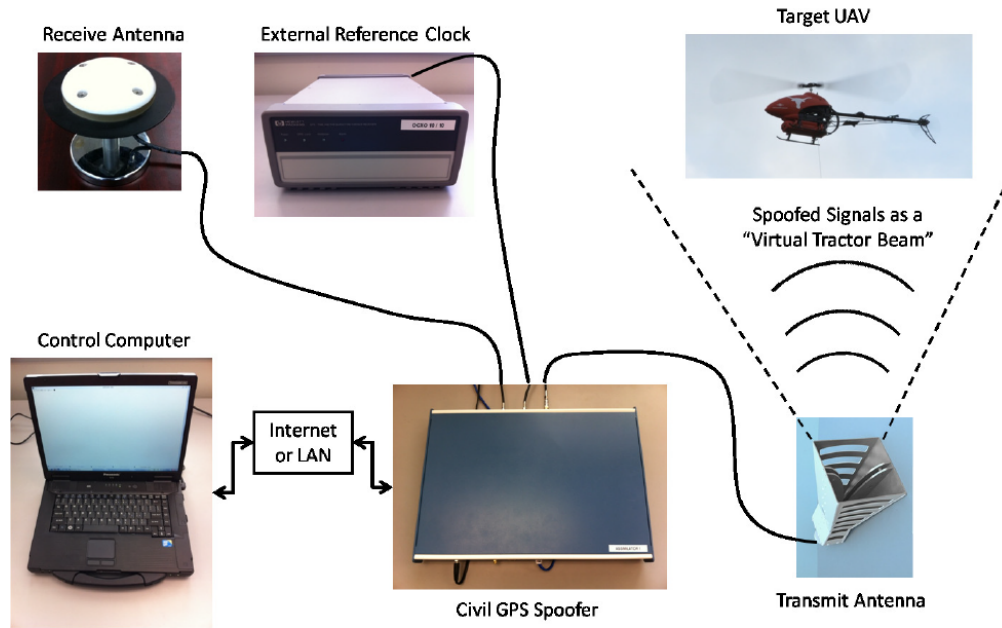 Receive Antenna
External Reference Clock
Target UAV
Spoofed Signals as a
"Virtual Tractor Beam"
Control Computer
Internet
or LAN
Civil GPS Spoofer
Transmit Antenna